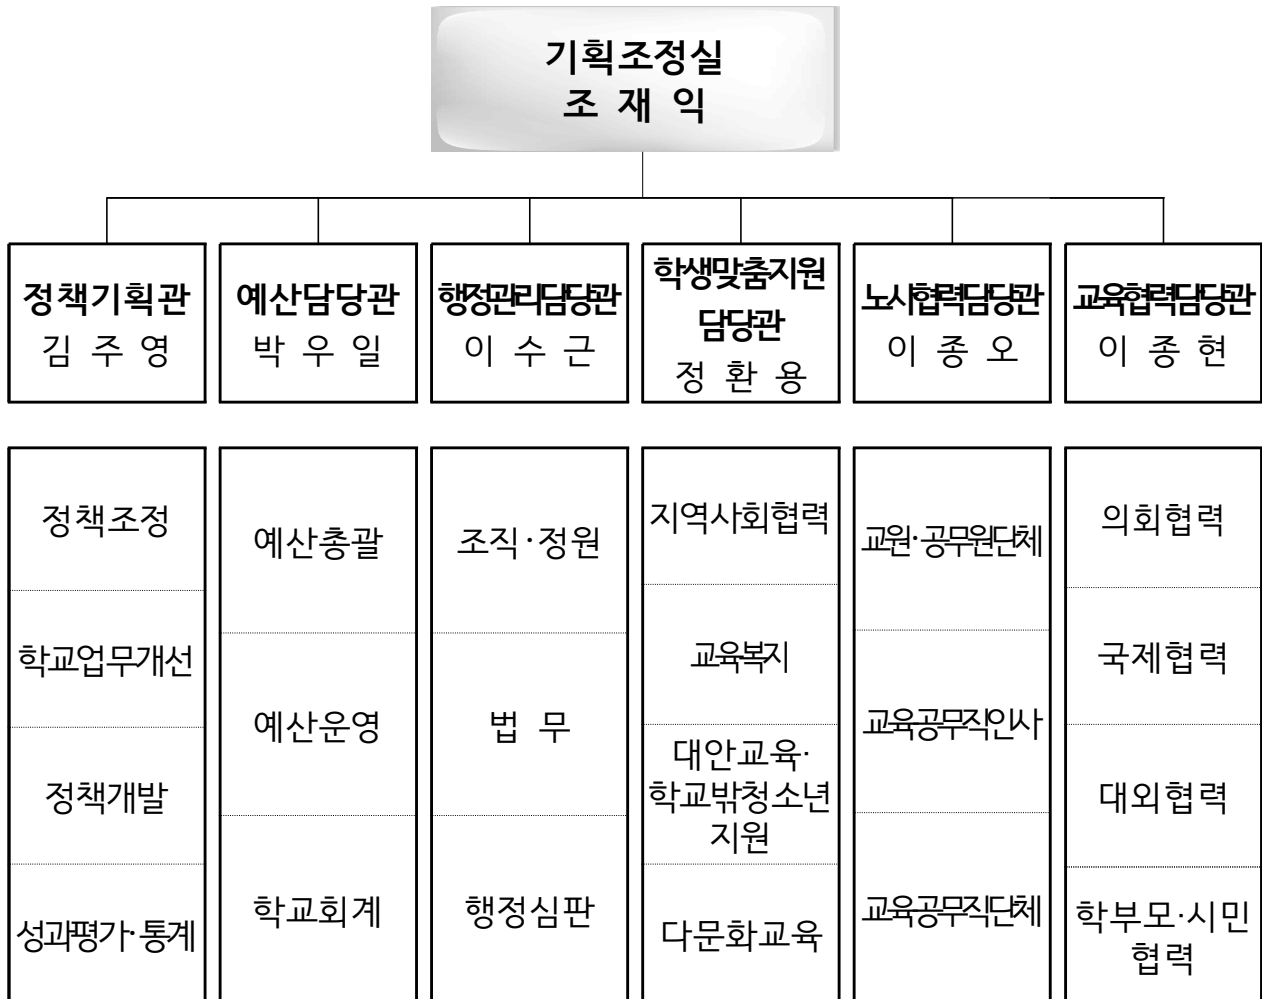 기획조정실
조 재 익
정책기획관
김 주 영
예산담당관
박 우 일
행정관리담당관
이 수 근
학생맞춤지원
담당관
정 환 용
노사협력담당관
이 종 오
교육협력담당관
이 종 현
정책조정
학교업무개선
정책개발
성과평가·통계
예산총괄
예산운영
학교회계
조직·정원
법 무
행정심판
지역사회협력
교육복지
대안교육·
학교밖청소년
지원
다문화교육
교원·공무원단체
교육공무직인사
교육공무직단체
의회협력
국제협력
대외협력
학부모·시민
협력